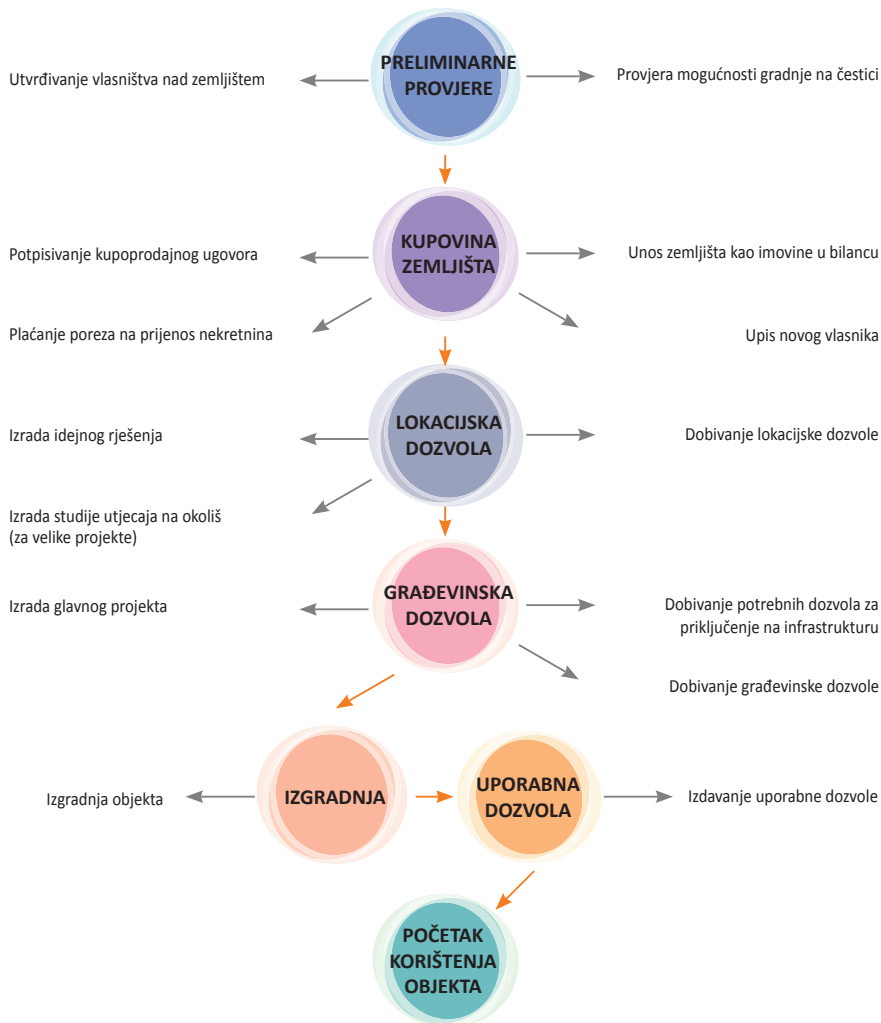 PRELIMINARNE
PROVJERE
Utvrđivanje vlasništva nad zemljištem
Provjera mogućnosti gradnje na čestici
KUPOVINA
ZEMLJIŠTA
Potpisivanje kupoprodajnog ugovora
Unos zemljišta kao imovine u bilancu
Plaćanje poreza na prijenos nekretnina
Upis novog vlasnika
LOKACIJSKA
DOZVOLA
Izrada idejnog rješenja
Dobivanje lokacijske dozvole
Izrada studije utjecaja na okoliš
(za velike projekte)
GRAĐEVINSKA
DOZVOLA
Izrada glavnog projekta
Dobivanje potrebnih dozvola za
priključenje na infrastrukturu
Dobivanje građevinske dozvole
Izgradnja objekta
IZGRADNJA
UPORABNA
DOZVOLA
Izdavanje uporabne dozvole
POČETAK
KORIŠTENJA
OBJEKTA